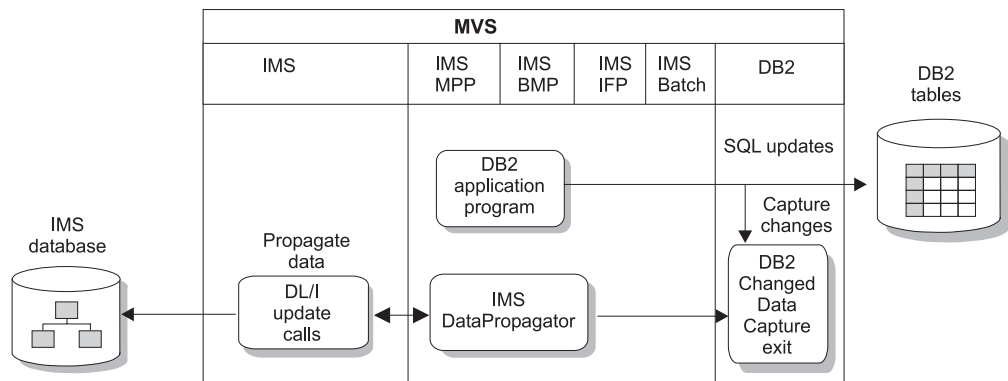 MVS
IMS
IMS
MPP
IMS
BMP
IMS
IFP
IMS
Batch
DB2
DB2
tables
SQL updates
DB2
application
program
Capture
changes
IMS
database
Propagate
data
DL/I
update
calls
IMS
DataPropagator
DB2
Changed
Data
Capture
exit